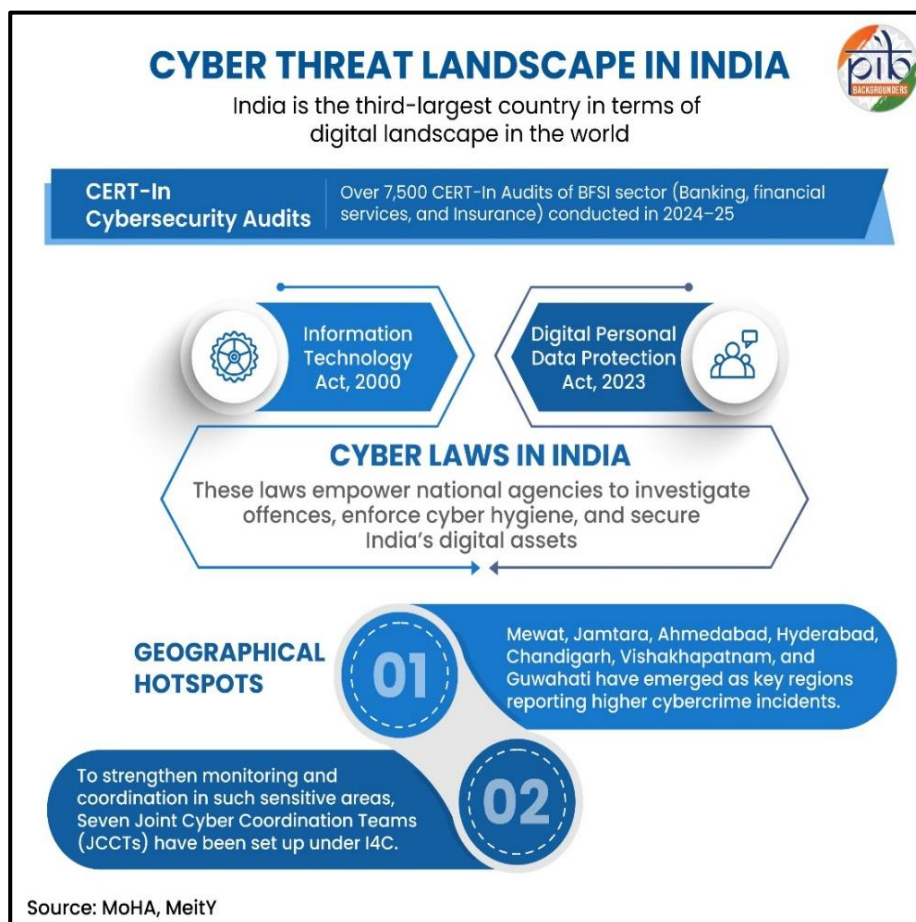 CYBER THREAT LANDSCAPE IN INDIA
pib
BACKGROUNDERS
India is the third-largest country in terms of
digital landscape in the world
CERT-In
Cybersecurity Audits
Over 7,500 CERT-In Audits of BFSI sector (Banking, financial
services, and Insurance) conducted in 2024–25
Information
Technology
Act, 2000
Digital Personal
Data Protection
Act, 2023
CYBER LAWS IN INDIA
These laws empower national agencies to investigate
offences, enforce cyber hygiene, and secure
India's digital assets
GEOGRAPHICAL
HOTSPOTS
01
Mewat, Jamtara, Ahmedabad, Hyderabad,
Chandigarh, Vishakhapatnam, and
Guwahati have emerged as key regions
reporting higher cybercrime incidents.
To strengthen monitoring and
coordination in such sensitive areas,
Seven Joint Cyber Coordination Teams
(JCCTs) have been set up under I4C.
02
Source: MoHA, MeitY